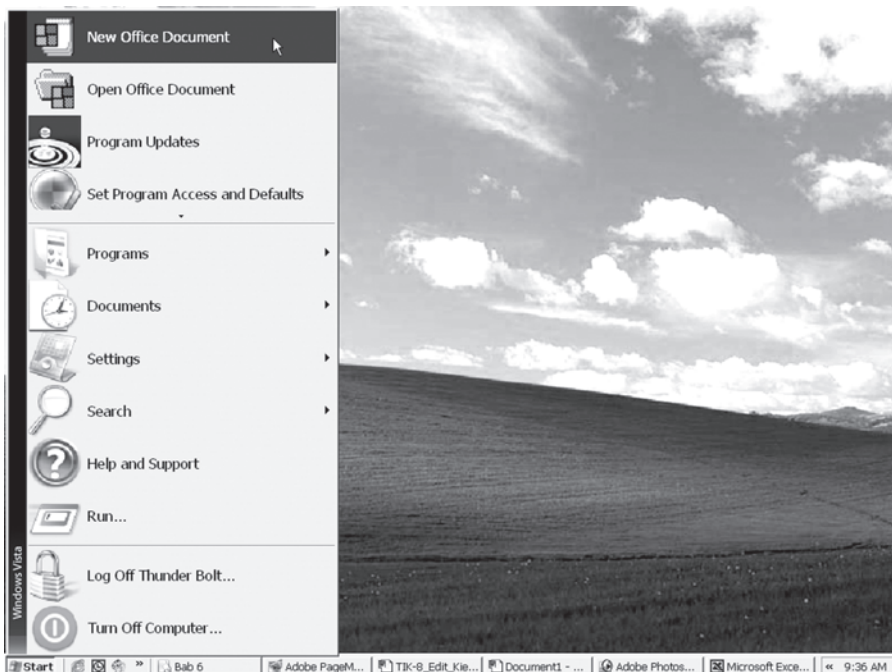 New Office Document
Open Office Document
Program Updates
Set Program Access and Defaults
Programs
Documents
Settings
Search
Help and Support
Run...
Log Off Thunder Bolt...
Turn Off Computer...
Windows Vista
Start » Bab 6 Adobe PageM... TIK-8_Edit_Kie... Document1 - ... Adobe Photos... Microsoft Exce... « 9:36 AM